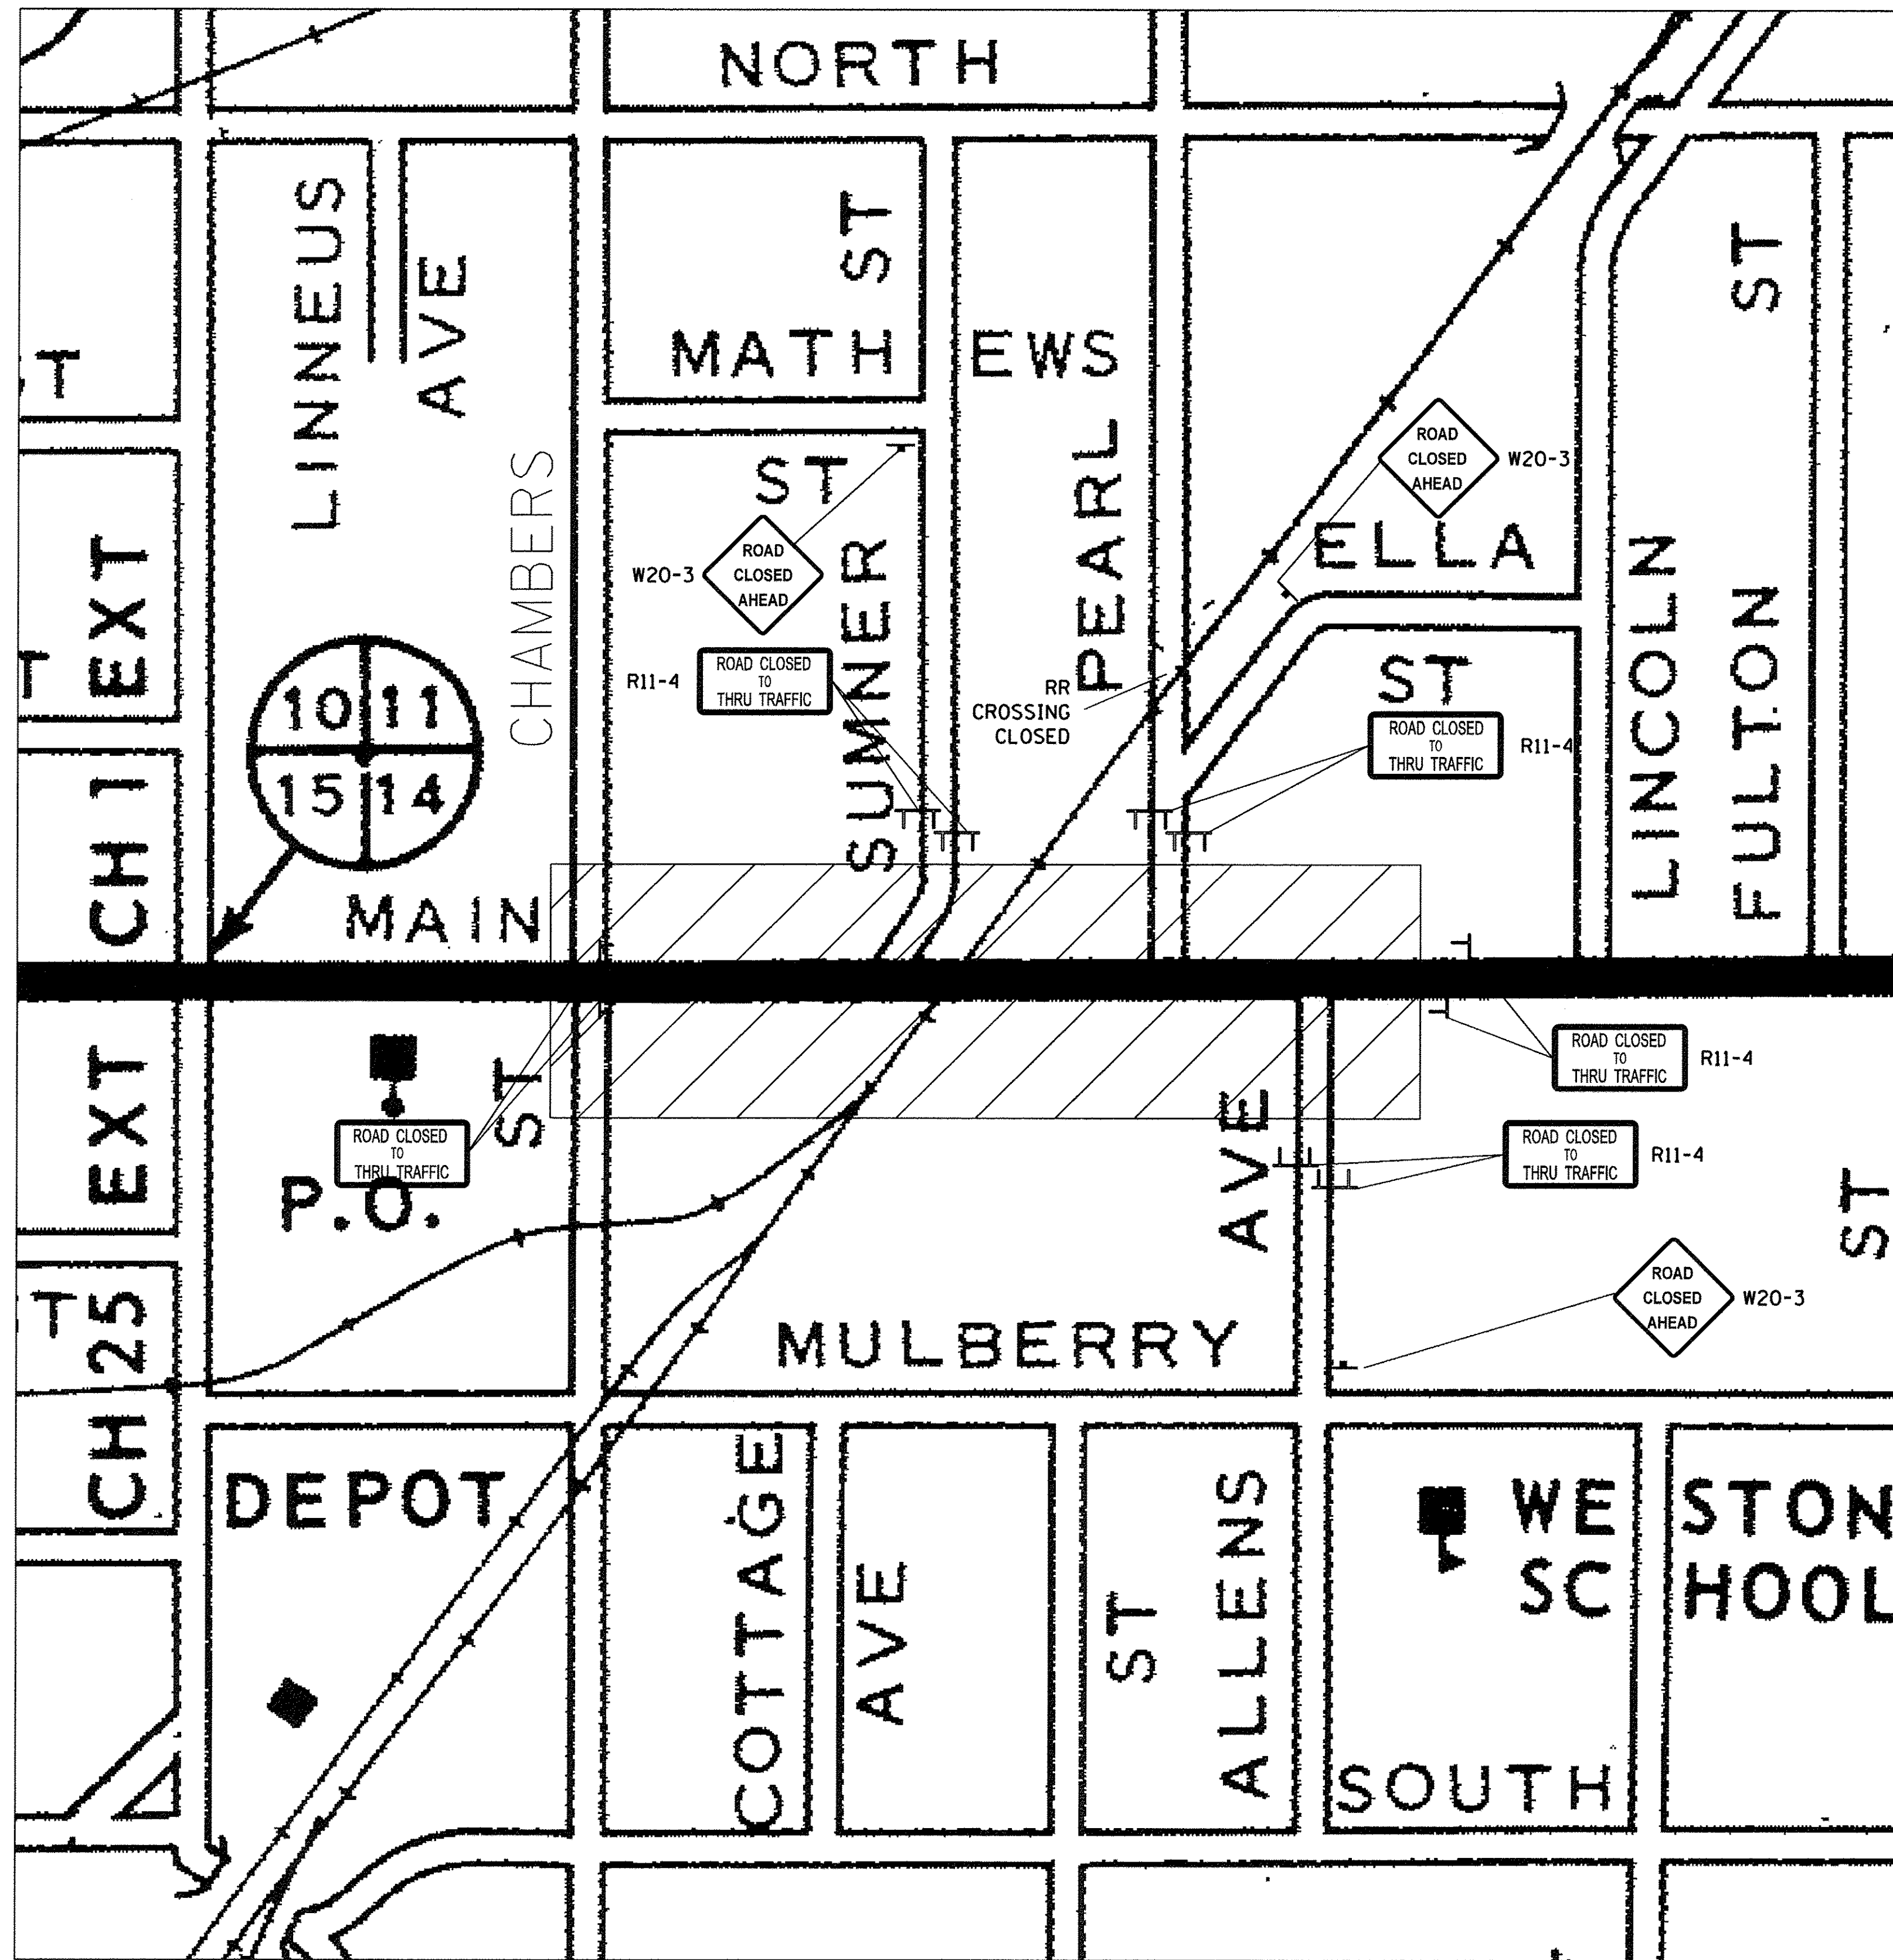 NORTH
LINNEUS
AVE
ST
MATH EWS
ST
T
EXT
CH 1
T
CHAMBERS
10 11
15 14
MAIN
ROAD
CLOSED
AHEAD
W20-3
R11-4
ROAD CLOSED
TO
THRU TRAFFIC
SUMNER
PEARL
RR
CROSSING
CLOSED
ROAD
CLOSED
AHEAD
W20-3
ELLA
ST
ROAD CLOSED
TO
THRU TRAFFIC
R11-4
LINCOLN
ST
FULTON
EXT
CH 25
T
ST
ROAD CLOSED
TO
THRU TRAFFIC
P.O.
ROAD CLOSED
TO
THRU TRAFFIC
R11-4
ROAD CLOSED
TO
THRU TRAFFIC
R11-4
AVE
ST
ROAD
CLOSED
AHEAD
W20-3
MULBERRY
DEPOT
COTTAGE
AVE
ST
ALLENS
WE STON
SC HOOL
SOUTH